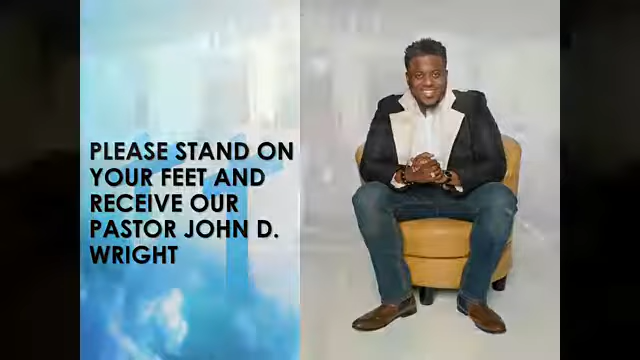 PLEASE STAND ON
YOUR FEET AND
RECEIVE OUR
PASTOR JOHN D.
WRIGHT